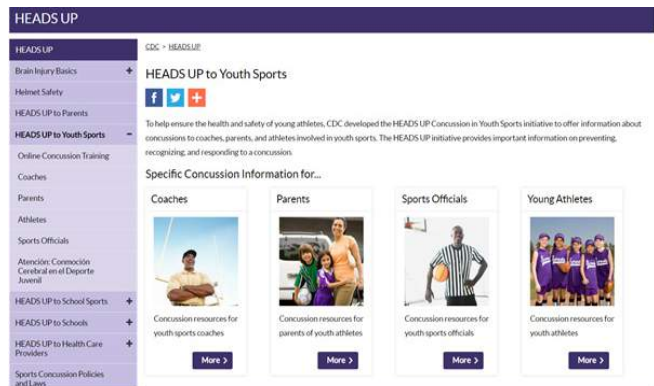 HEADS UP
HEADS UP
Brain Injury Basics +
Helmet Safety
HEADS UP to Parents
HEADS UP to Youth Sports -
Online Concussion Training
Coaches
Parents
Athletes
Sports Officials
Atención: Conmoción
Cerebral en el Deporte
Juvenil
HEADS UP to School Sports +
HEADS UP to Schools +
HEADS UP to Health Care +
Providers
Sports Concussion Policies
and Laws
CDC > HEADS UP
HEADS UP to Youth Sports
To help ensure the health and safety of young athletes, CDC developed the HEADS UP Concussion in Youth Sports initiative to offer information about
concussions to coaches, parents, and athletes involved in youth sports. The HEADS UP initiative provides important information on preventing,
recognizing, and responding to a concussion
Specific Concussion Information for...
Coaches
Concussion resources for
youth sports coaches
More >
Parents
Concussion resources for
parents of youth athletes
More >
Sports Officials
Concussion resources for
youth sports officials
More >
Young Athletes
Concussion resources for
youth athletes
More >